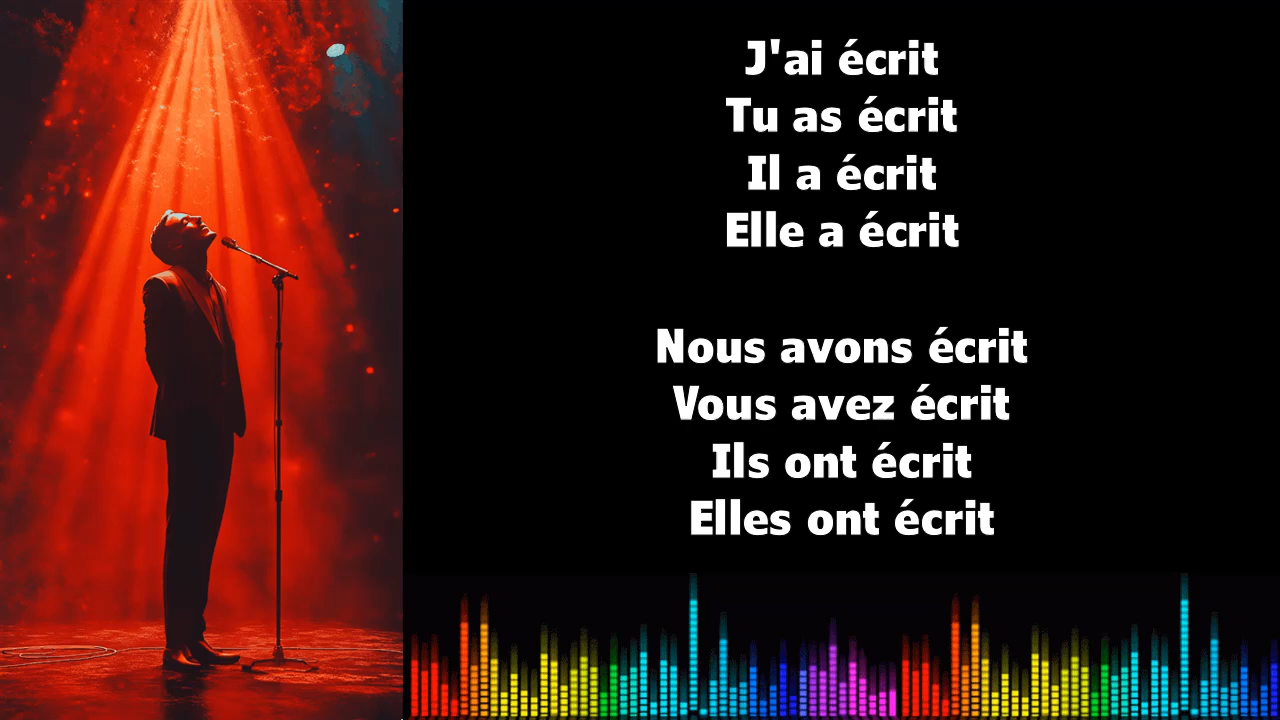 J'ai écrit
Tu as écrit
Il a écrit
Elle a écrit
Nous avons écrit
Vous avez écrit
Ils ont écrit
Elles ont écrit